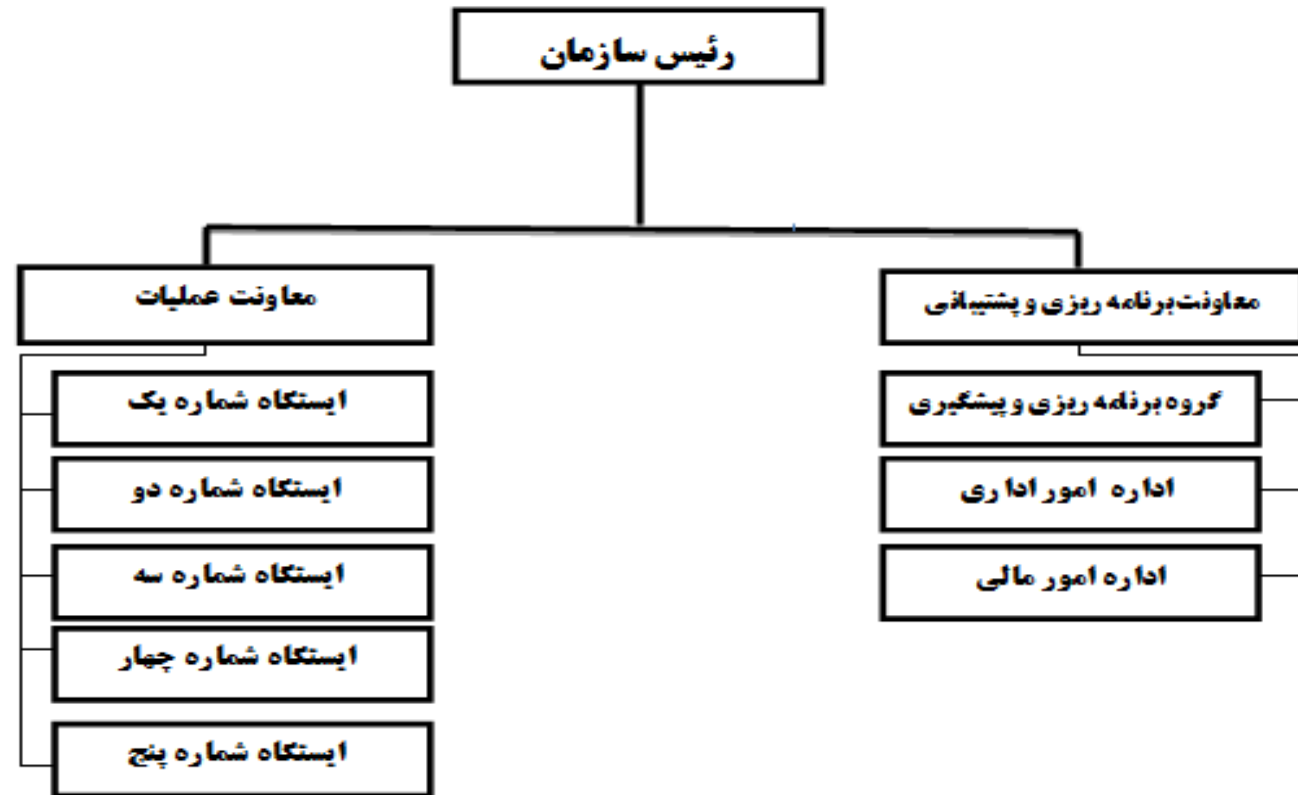 رئیس سازمان
معاونت برنامه ریزی و پشتیبانی
گروه برنامه ریزی و پیشگیری
اداره امور اداری
اداره امور مالی
معاونت عملیات
ایستگاه شماره یک
ایستگاه شماره دو
ایستگاه شماره سه
ایستگاه شماره چهار
ایستگاه شماره پنج